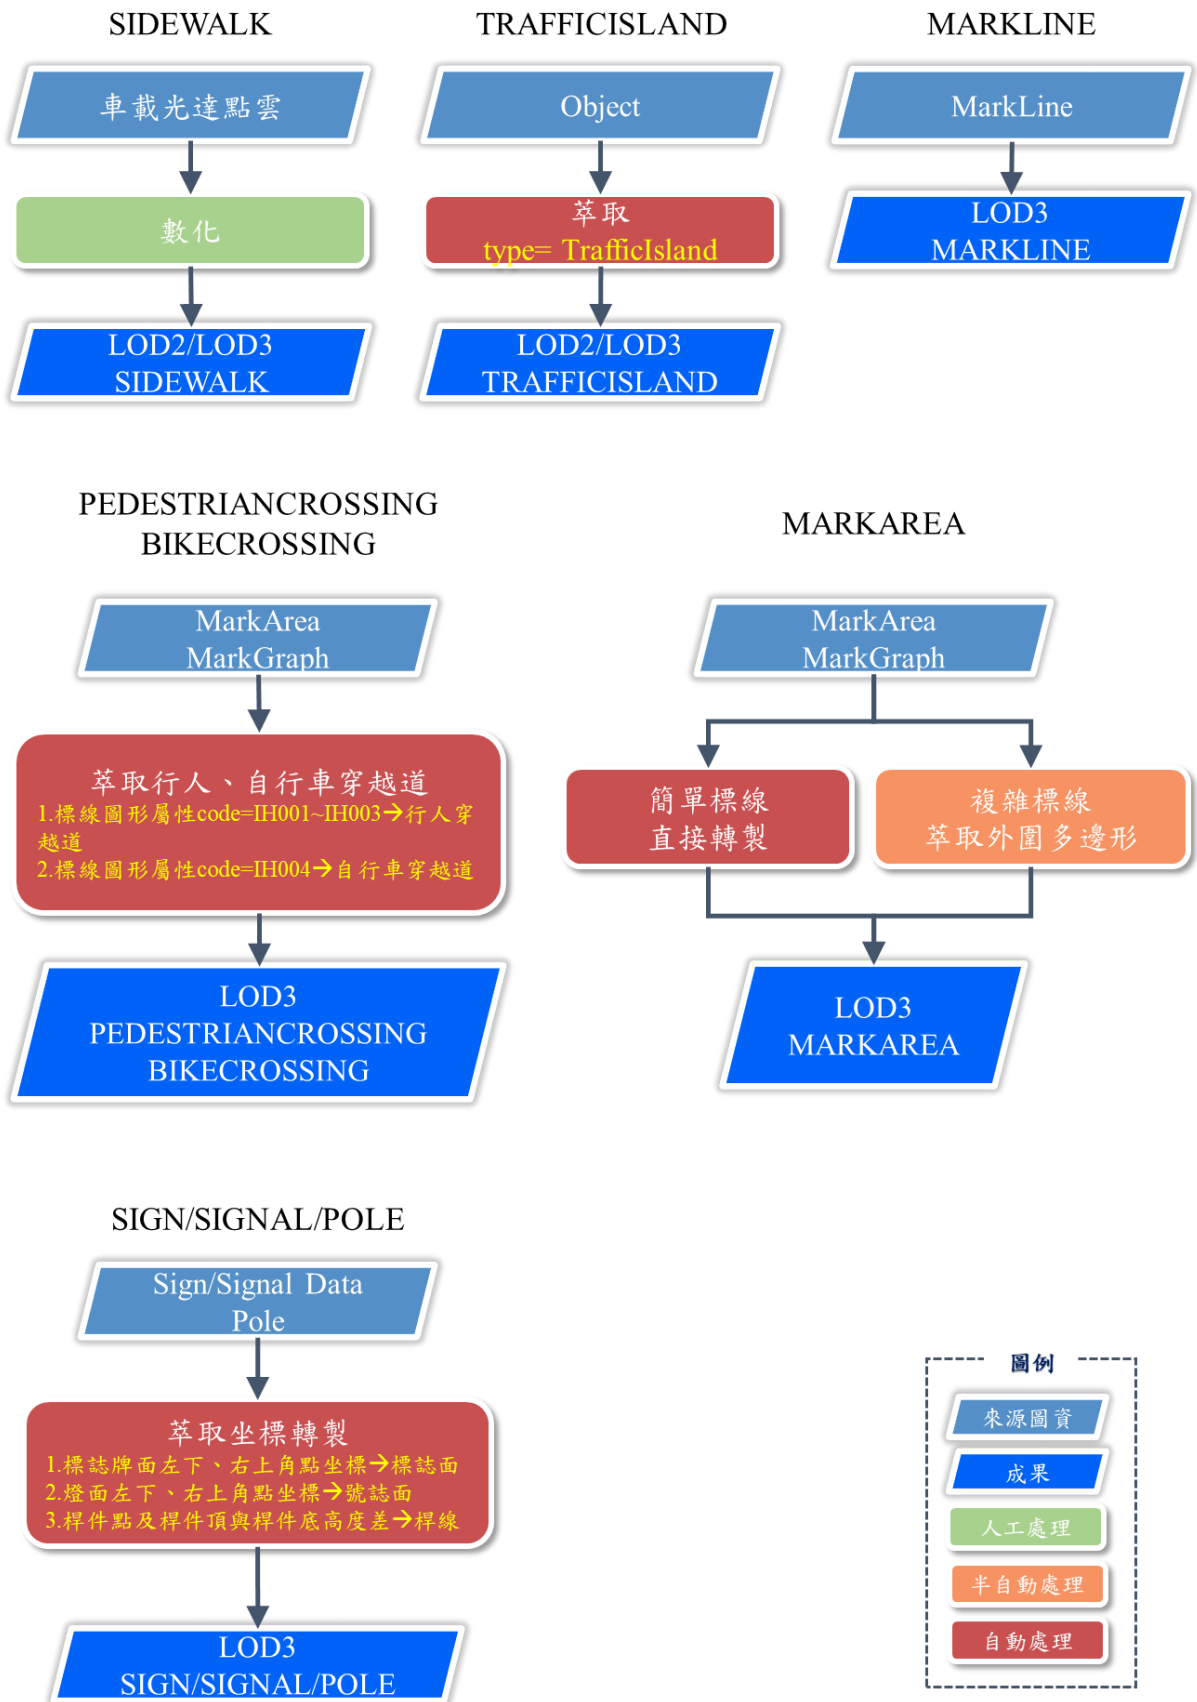 SIDEWALK
車載光達點雲
數化
LOD2/LOD3
SIDEWALK
TRAFFICISLAND
Object
萃取
type= TrafficIsland
LOD2/LOD3
TRAFFICISLAND
MARKLINE
MarkLine
LOD3
MARKLINE
PEDESTRIANCROSSING
BIKECROSSING
MarkArea
MarkGraph
萃取行人、自行車穿越道
1.標線圖形屬性code=IH001~IH003→行人穿
越道
2.標線圖形屬性code=IH004→自行車穿越道
LOD3
PEDESTRIANCROSSING
BIKECROSSING
MARKAREA
MarkArea
MarkGraph
簡單標線
直接轉製
複雜標線
萃取外圍多邊形
LOD3
MARKAREA
SIGN/SIGNAL/POLE
Sign/Signal Data
Pole
萃取坐標轉製
1.標誌牌面左下、右上角點坐標→標誌面
2.燈面左下、右上角點坐標→號誌面
3.桿件點及桿件頂與桿件底高度差→桿線
LOD3
SIGN/SIGNAL/POLE
圖例
來源圖資
成果
人工處理
半自動處理
自動處理